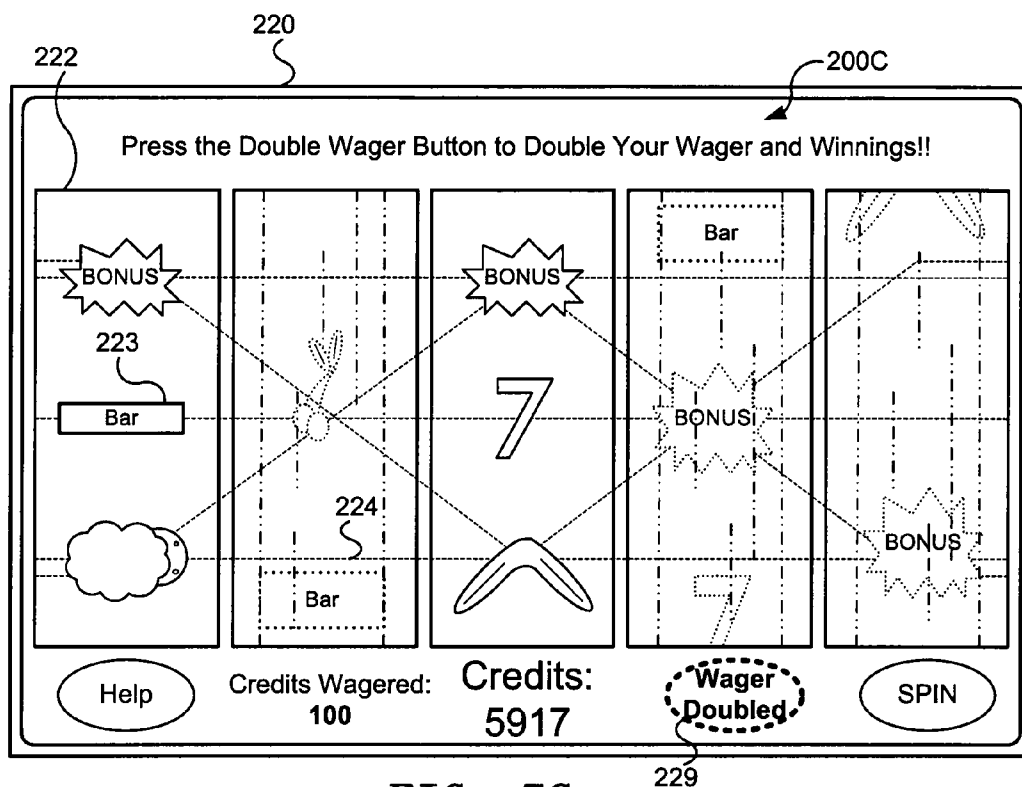 220
222
200C
Press the Double Wager Button to Double Your Wager and Winnings!!
Bar
BONUS
BONUS
223
Bar
7
BONUS
224
Bar
7
BONUS
Help
Credits Wagered:
100
Credits:
5917
Wager
Doubled
SPIN
229